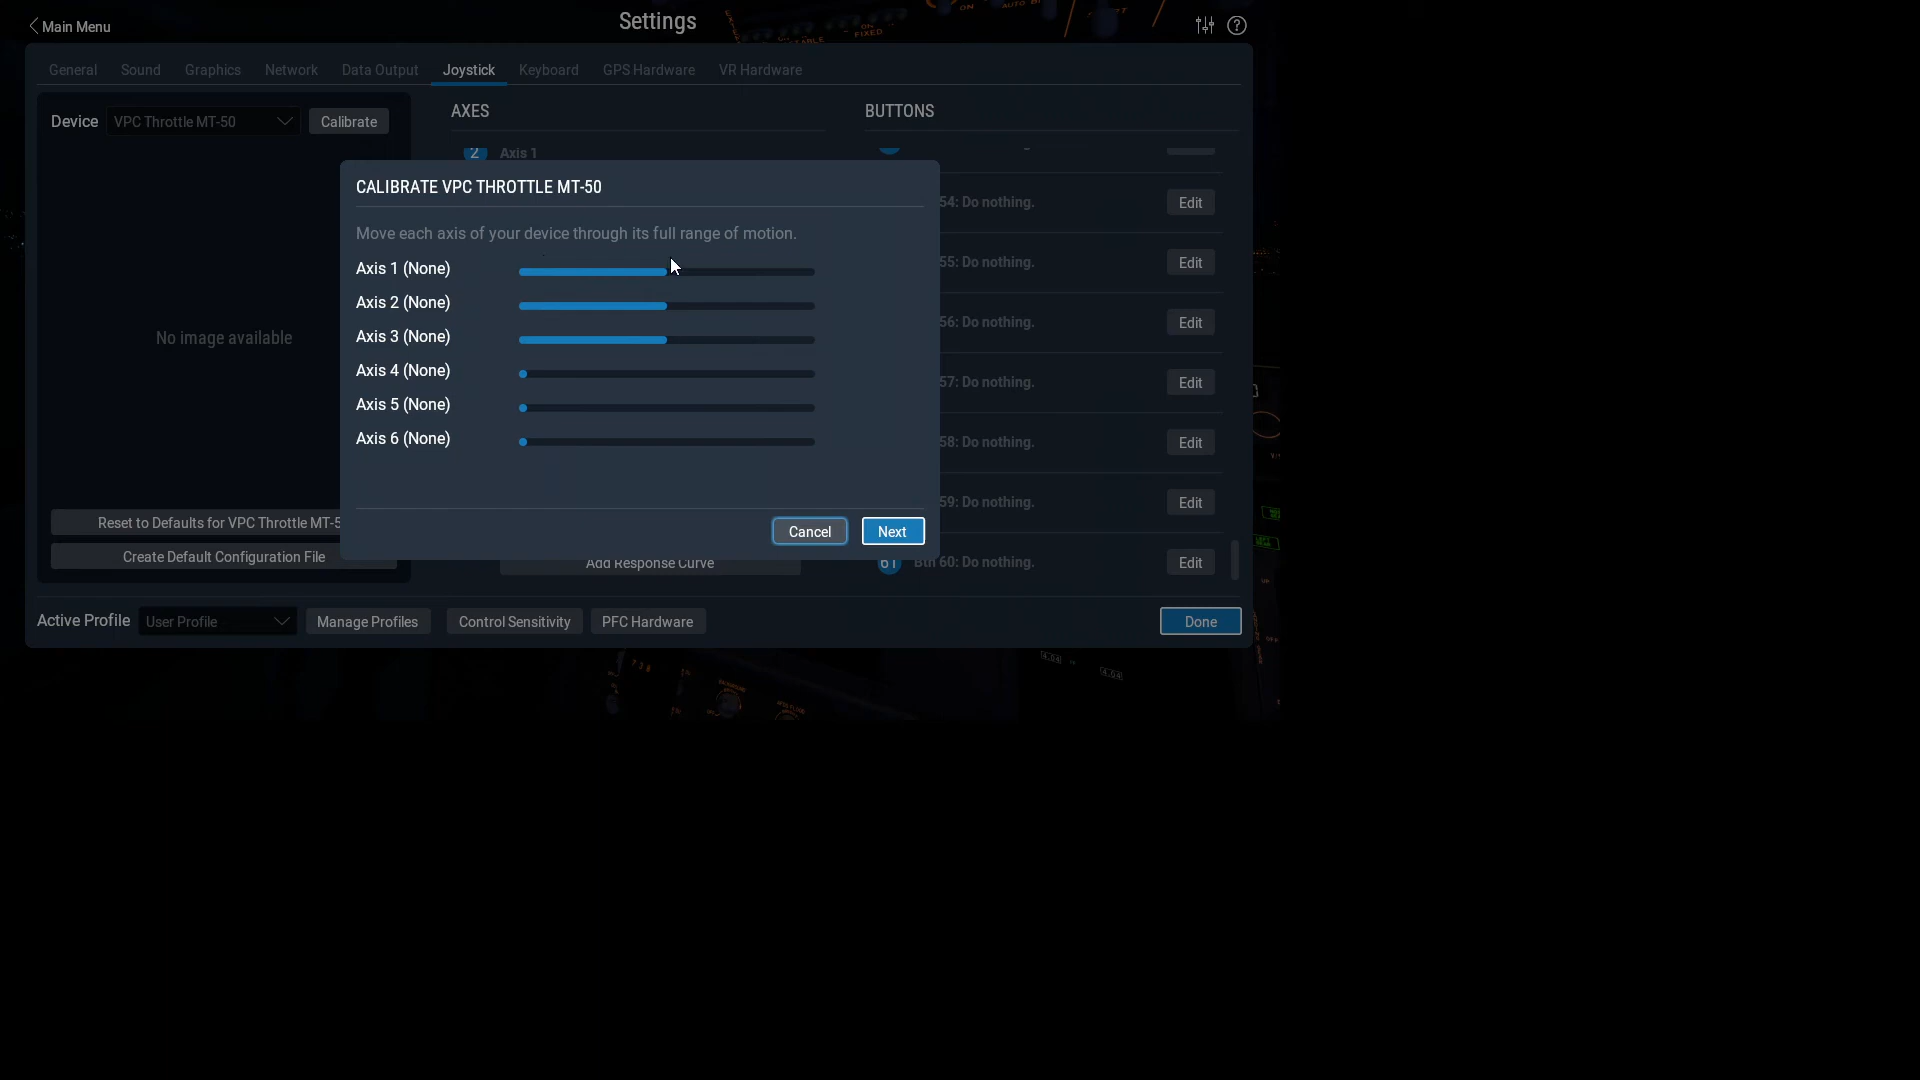 Main Menu
Settings
General Sound Graphics Network Data Output Joystick Keyboard GPS Hardware VR Hardware
Device VPC Throttle MT-50 Calibrate
AXES
BUTTONS
2 Axis 1
CALIBRATE VPC THROTTLE MT-50
Move each axis of your device through its full range of motion.
Axis 1 (None)
Axis 2 (None)
Axis 3 (None)
Axis 4 (None)
Axis 5 (None)
Axis 6 (None)
Cancel Next
No image available
Reset to Defaults for VPC Throttle MT-5
Create Default Configuration File
Add Response Curve
54: Do nothing. Edit
55: Do nothing. Edit
56: Do nothing. Edit
57: Do nothing. Edit
58: Do nothing. Edit
59: Do nothing. Edit
61 Btn 60: Do nothing. Edit
Active Profile User Profile Manage Profiles Control Sensitivity PFC Hardware Done